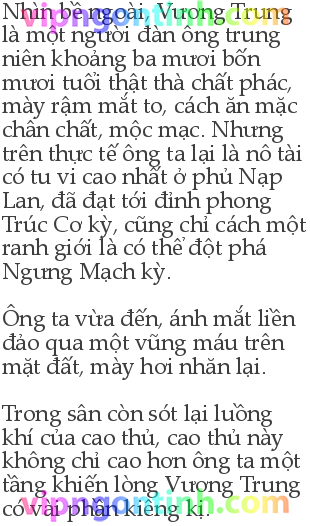 Nhìn bề ngoài, Vương Trung
là một người đàn ông trung
niên khoảng ba mươi bốn
mươi tuổi thật thà chất phác,
mày rậm mắt to, cách ăn mặc
chân chất, mộc mạc. Nhưng
trên thực tế ông ta lại là nô tài
có tu vi cao nhất ở phủ Nạp
Lan, đã đạt tới đỉnh phong
Trúc Cơ kỳ, cũng chỉ cách một
ranh giới là có thể đột phá
Ngưng Mạch kỳ.
Ông ta vừa đến, ánh mắt liền
đảo qua một vũng máu trên
mặt đất, mày hơi nhăn lại.
Trong sân còn sót lại luồng
khí của cao thủ, cao thủ này
không chỉ cao hơn ông ta một
tầng khiến lòng Vương Trung
có vài phần kiêng kị.
vipngontinh.com
vipngontinh.com